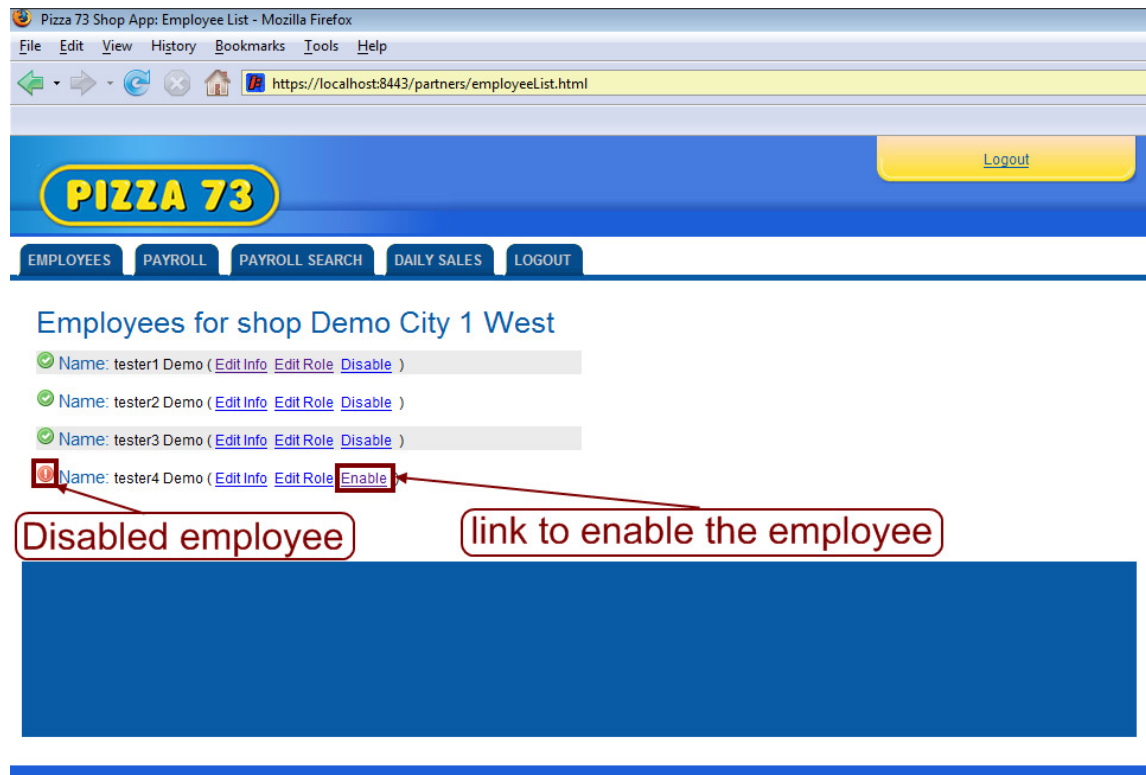 Pizza 73 Shop App: Employee List - Mozilla Firefox
File Edit View History Bookmarks Tools Help
https://localhost:8443/partners/employeeList.html
Logout
PIZZA 73
EMPLOYEES PAYROLL PAYROLL SEARCH DAILY SALES LOGOUT
Employees for shop Demo City 1 West
Name: tester1 Demo ( Edit Info Edit Role Disable )
Name: tester2 Demo ( Edit Info Edit Role Disable )
Name: tester3 Demo ( Edit Info Edit Role Disable )
Name: tester4 Demo ( Edit Info Edit Role Enable )
Disabled employee link to enable the employee